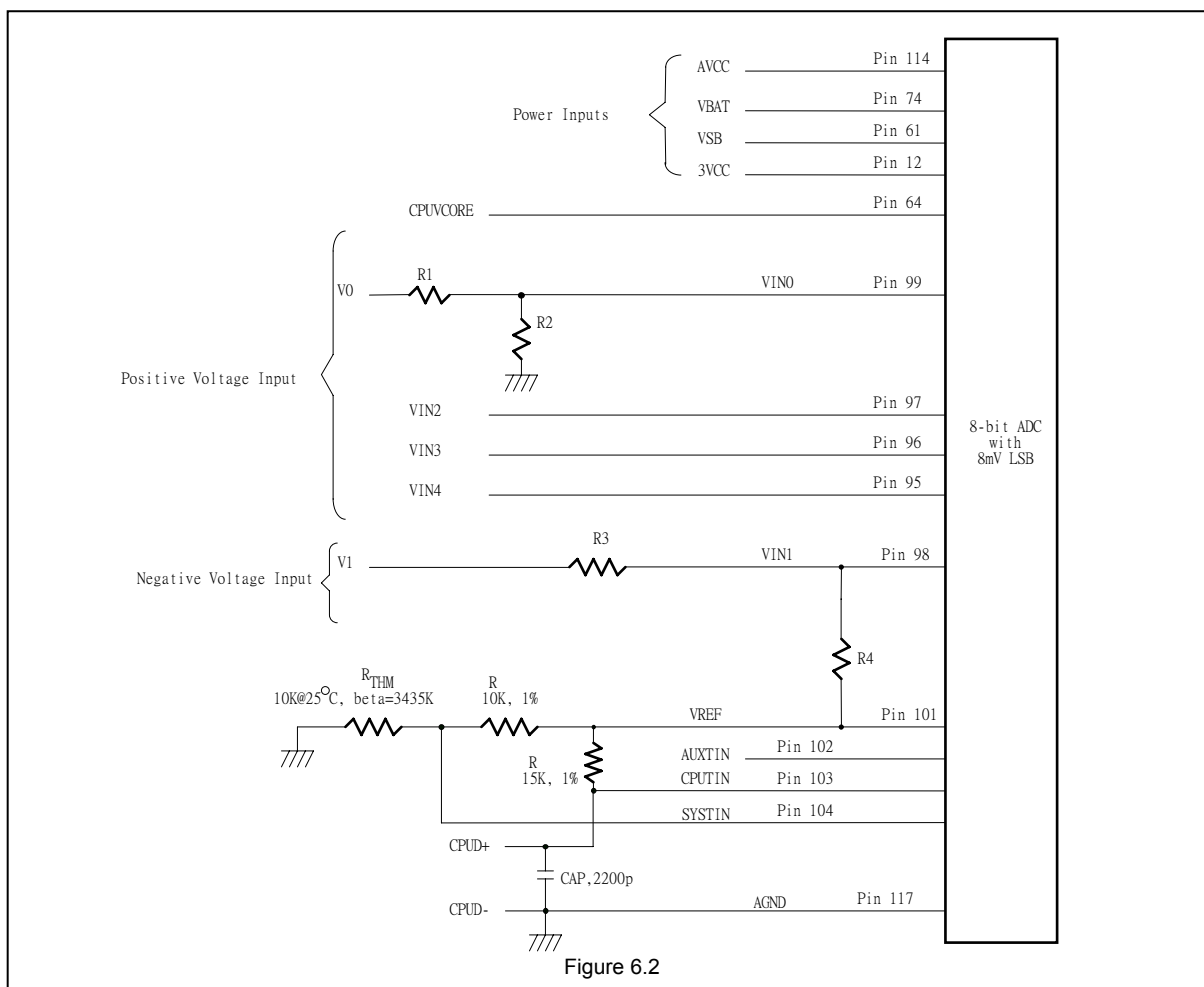 AVCC
Pin 114
VBAT
Pin 74
Power Inputs
VSB
Pin 61
3VCC
Pin 12
CPUVCORE
Pin 64
R1
V0
VIN0
Pin 99
R2
Positive Voltage Input
VIN2
Pin 97
VIN3
Pin 96
VIN4
Pin 95
8-bit ADC
with
8mV LSB
R3
V1
VIN1
Pin 98
Negative Voltage Input
R4
RTHM
10K@25°C, beta=3435K
R
10K, 1%
VREF
Pin 101
R
15K, 1%
AUXTIN
Pin 102
CPUTIN
Pin 103
SYSTIN
Pin 104
CPUD+
CAP,2200p
CPUD-
AGND
Pin 117
Figure 6.2